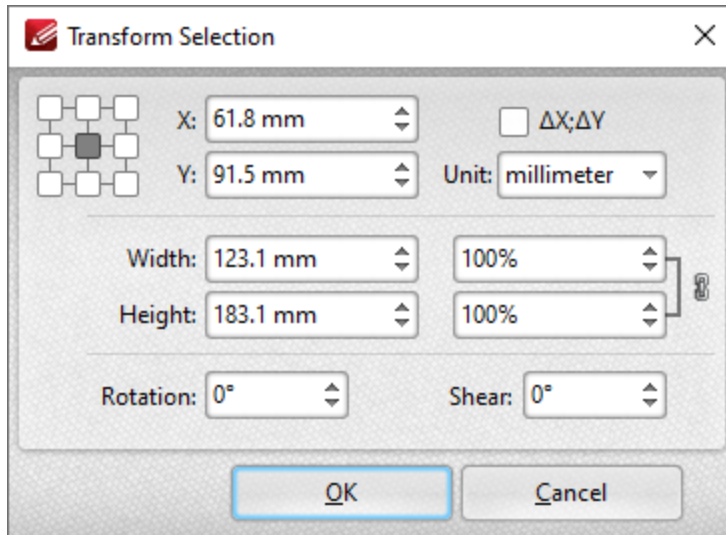 Transform Selection
X: 61.8 mm ΔX;ΔY
Y: 91.5 mm Unit: millimeter
Width: 123.1 mm 100%
Height: 183.1 mm 100%
Rotation: 0° Shear: 0°
OK Cancel